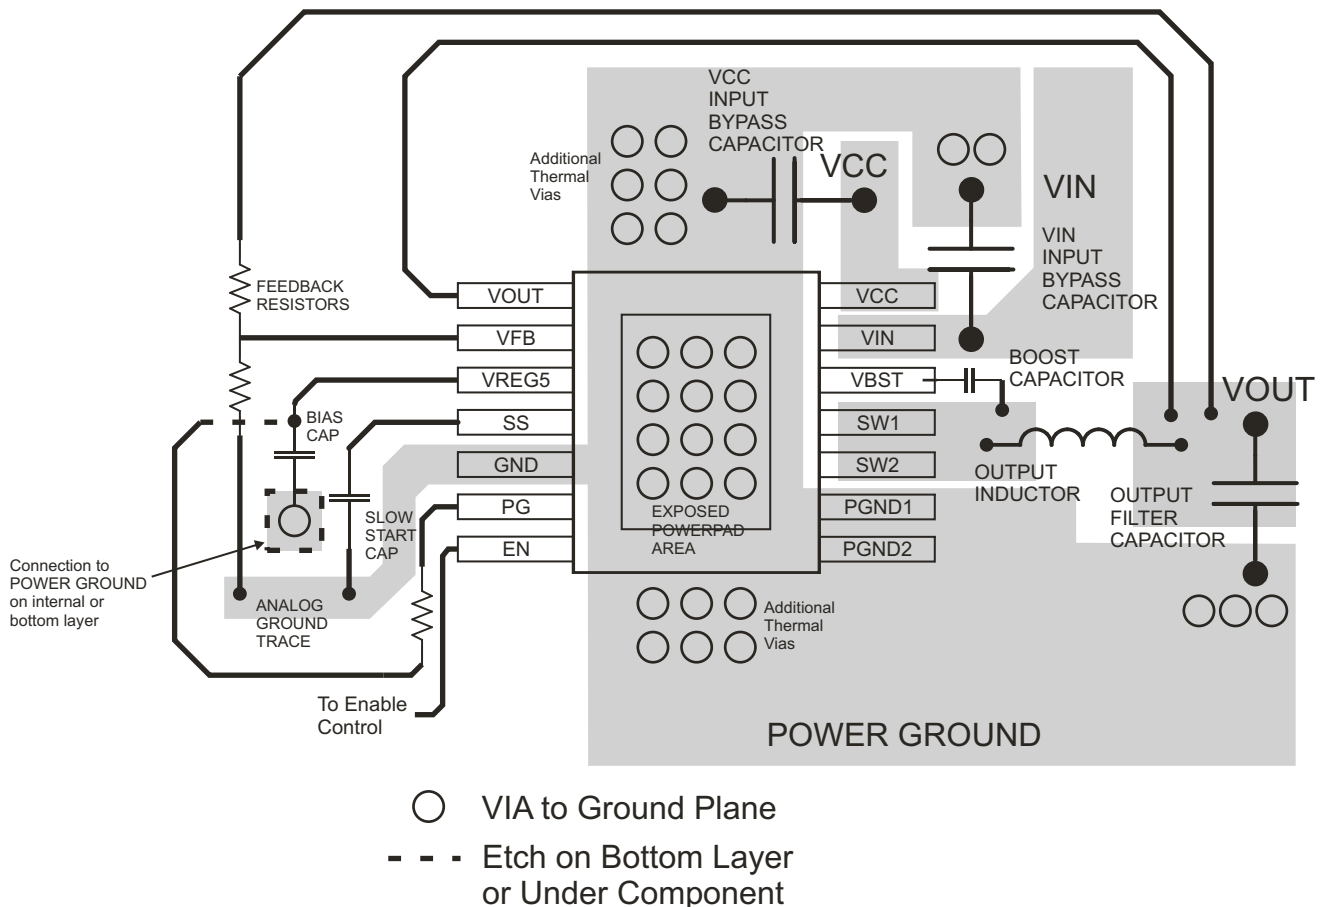 VCC
INPUT
BYPASS
CAPACITOR
Additional
Thermal
Vias
VCC
VIN
VIN
INPUT
BYPASS
CAPACITOR
FEEDBACK
RESISTORS
VOUT
VFB
VREG5
SS
GND
PG
EN
VCC
VIN
VBST
SW1
SW2
PGND1
PGND2
BOOST
CAPACITOR
VOUT
BIAS
CAP
OUTPUT
INDUCTOR
OUTPUT
FILTER
CAPACITOR
EXPOSED
POWERPAD
AREA
SLOW
START
CAP
Connection to
POWER GROUND
on internal or
bottom layer
ANALOG
GROUND
TRACE
Additional
Thermal
Vias
To Enable
Control
POWER GROUND
VIA to Ground Plane
Etch on Bottom Layer
or Under Component